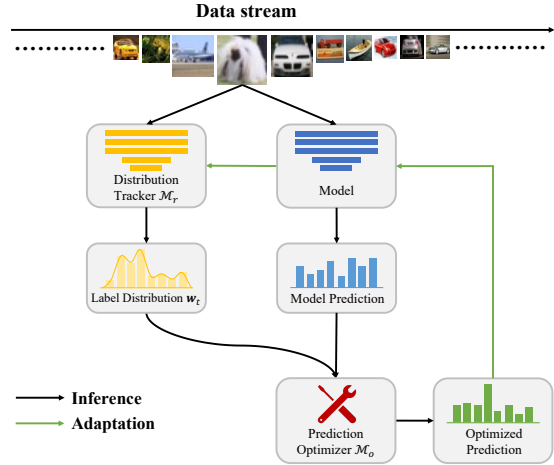 Data stream
Distribution
Tracker ℳᵣ
Model
Label Distribution 𝒘ₜ
Model Prediction
Inference
Adaptation
Prediction
Optimizer ℳₒ
Optimized
Prediction